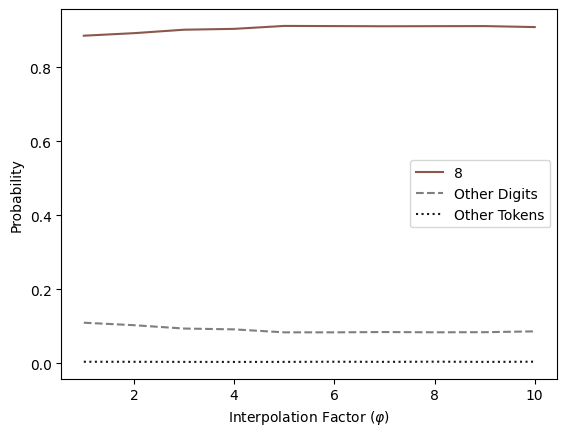 0.8
0.6
0.4
0.2
0.0
Probability
8
Other Digits
Other Tokens
2
4
6
8
10
Interpolation Factor (φ)